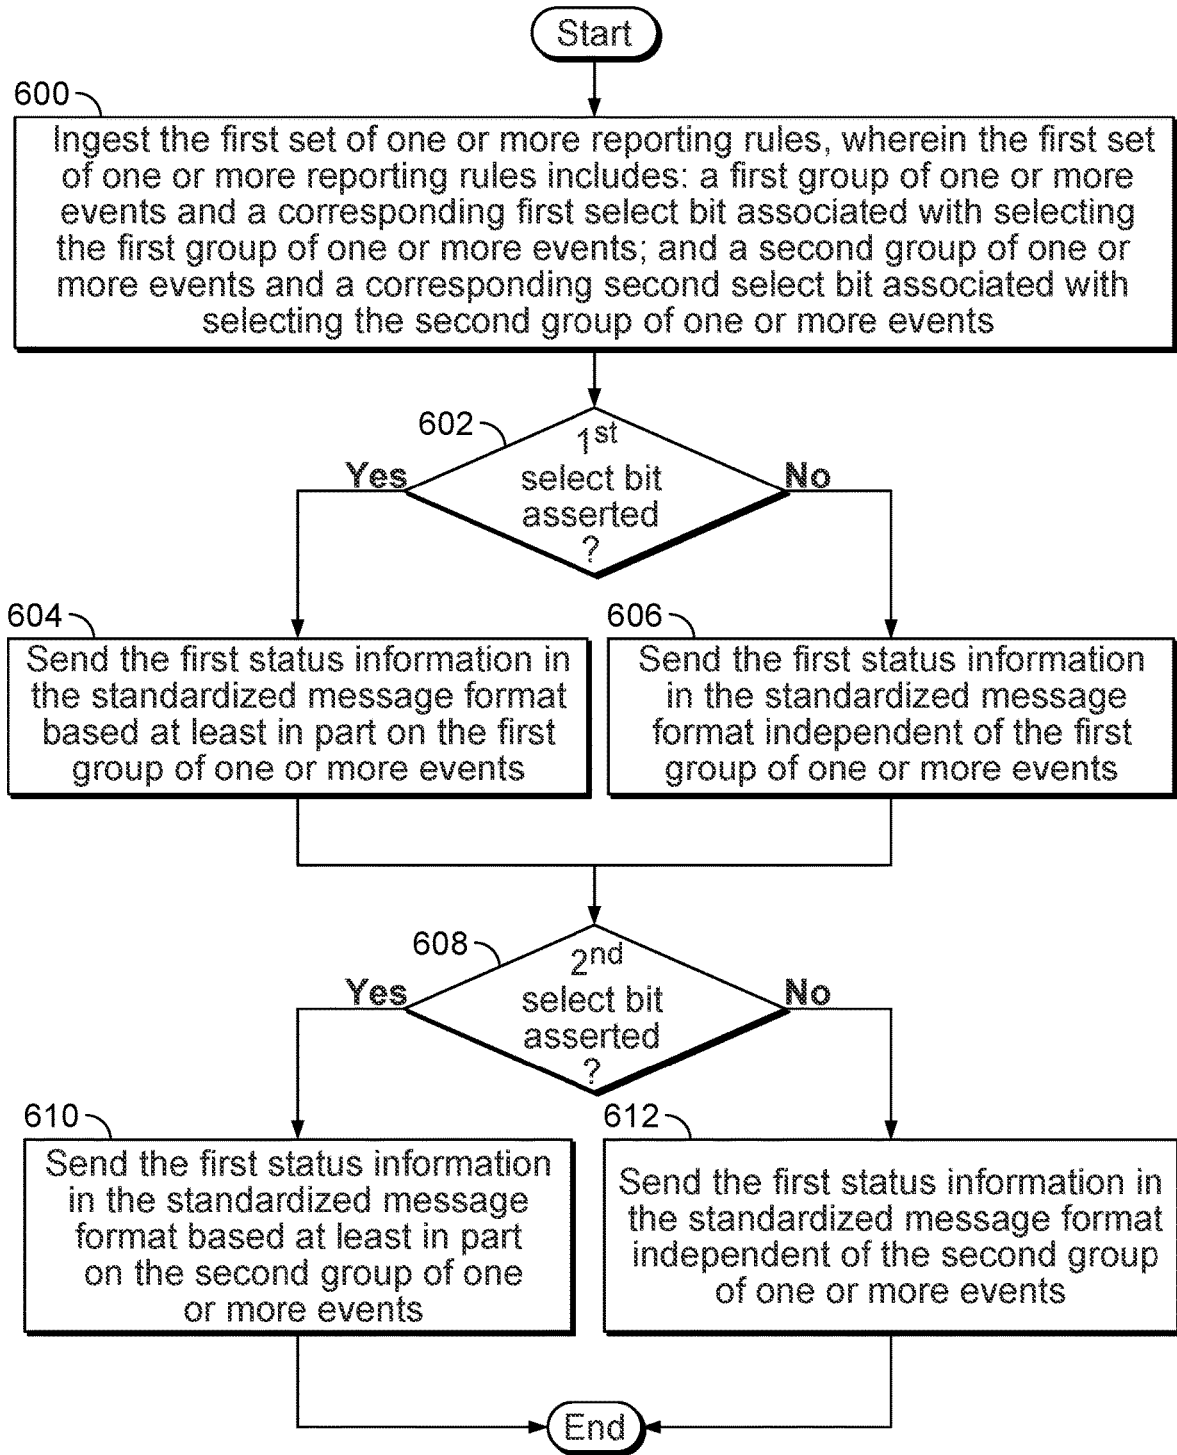 Start
600
Ingest the first set of one or more reporting rules, wherein the first set
of one or more reporting rules includes: a first group of one or more
events and a corresponding first select bit associated with selecting
the first group of one or more events; and a second group of one or
more events and a corresponding second select bit associated with
selecting the second group of one or more events
602
1st
select bit
asserted
?
Yes
No
604
Send the first status information in
the standardized message format
based at least in part on the first
group of one or more events
606
Send the first status information
in the standardized message
format independent of the first
group of one or more events
608
2nd
select bit
asserted
?
Yes
No
610
Send the first status information
in the standardized message
format based at least in part
on the second group of one
or more events
612
Send the first status information in
the standardized message format
independent of the second group
of one or more events
End